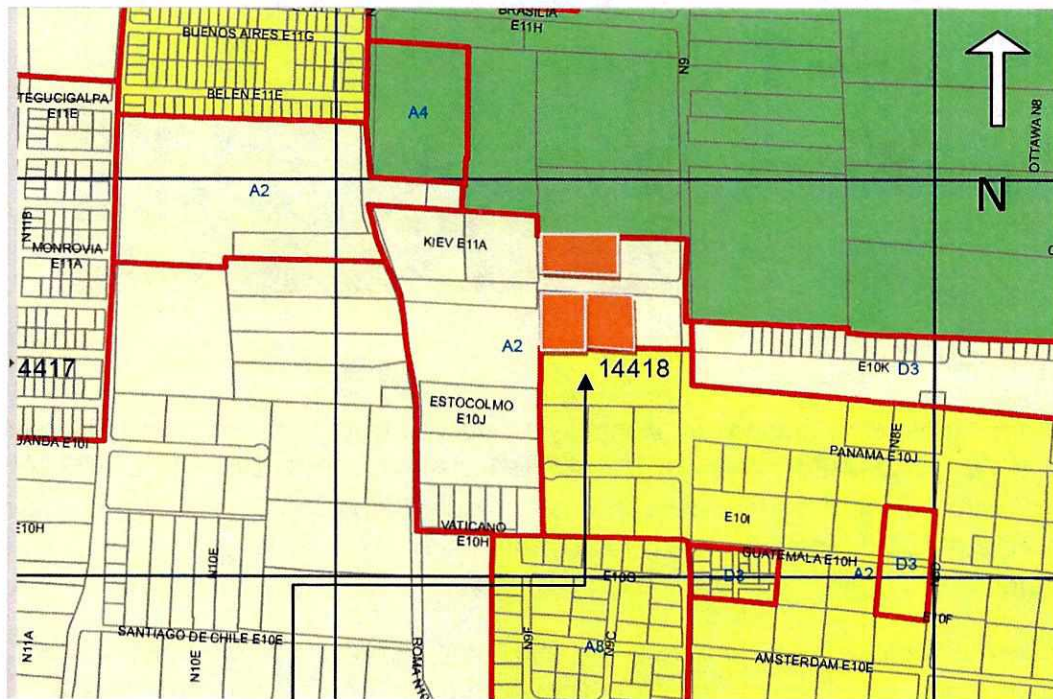 BRASILIA
E11H
BUENOS AIRES E11G
N9
TEGUCIGALPA
E11E
BELEN E11E
A4
OTTAWA N8
A2
N
N11B
MONROVIA
E11A
KIEV E11A
4417
A2
14418
E10K D3
ESTOCOLMO
E10J
N8E
PANAMA E10J
E10H
VATICANO
E10H
E10I
GUATEMALA E10H
N10E
E10G
D3
A2
D3
E10F
N11A
SANTIAGO DE CHILE E10E
N10E
ROMA
N9F
N9C
A8
AMSTERDAM E10E